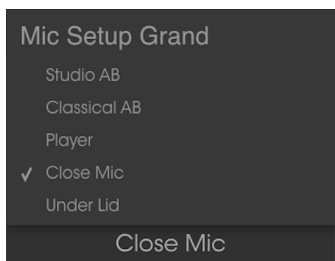 Mic Setup Grand
Studio AB
Classical AB
Player
✓ Close Mic
Under Lid
Close Mic